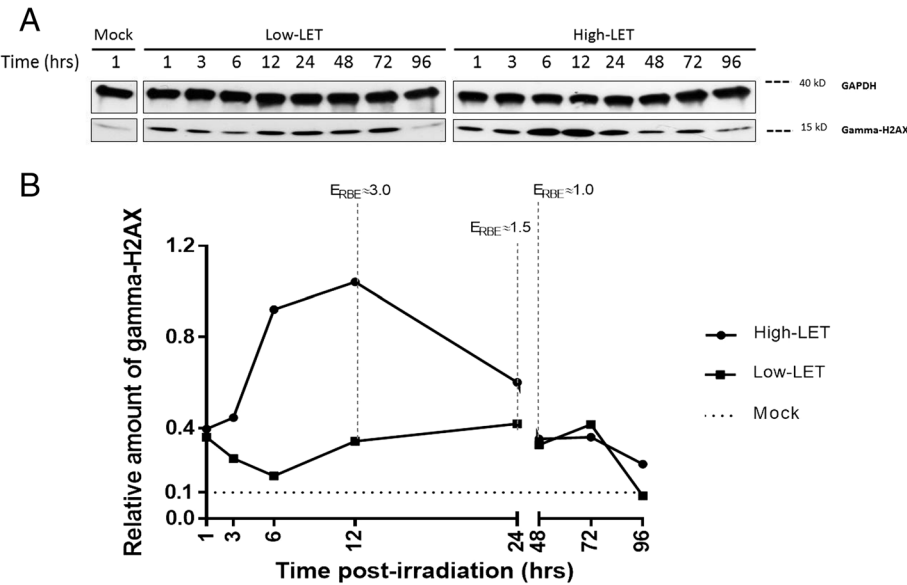 A
Mock Low-LET High-LET
Time (hrs) 1 1 3 6 12 24 48 72 96 1 3 6 12 24 48 72 96
40 kD GAPDH
15 kD Gamma-H2AX
B
ERBE≈3.0 ERBE≈1.0
ERBE≈1.5
Relative amount of gamma-H2AX
1.2
0.8
0.4
0.1
0.0
High-LET
Low-LET
Mock
1 3 6 12 24 48 72 96
Time post-irradiation (hrs)